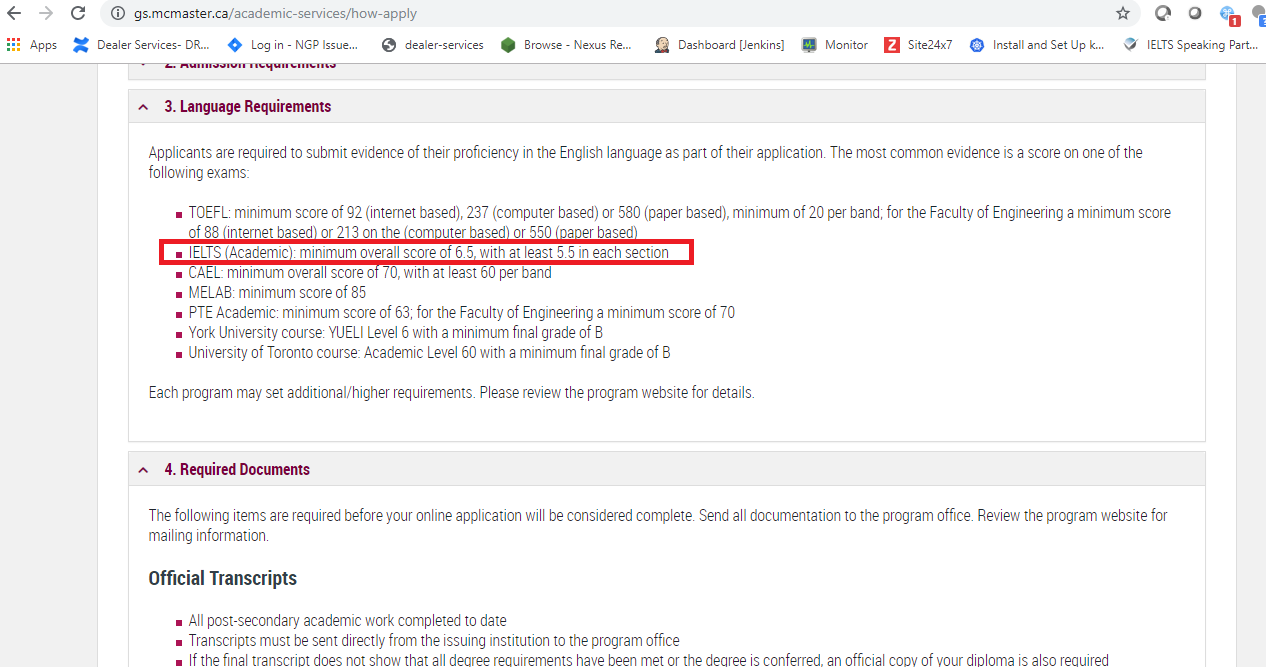 gs.mcmaster.ca/academic-services/how-apply
1
Apps Dealer Services- DR... Log in - NGP Issue... dealer-services Browse - Nexus Re... Dashboard [Jenkins] Monitor Z Site24x7 Install and Set Up k... IELTS Speaking Part...
2. Admission Requirements
3. Language Requirements
Applicants are required to submit evidence of their proficiency in the English language as part of their application. The most common evidence is a score on one of the
following exams:
TOEFL: minimum score of 92 (internet based), 237 (computer based) or 580 (paper based), minimum of 20 per band; for the Faculty of Engineering a minimum score
of 88 (internet based) or 213 on the (computer based) or 550 (paper based)
IELTS (Academic): minimum overall score of 6.5, with at least 5.5 in each section
CAEL: minimum overall score of 70, with at least 60 per band
MELAB: minimum score of 85
PTE Academic: minimum score of 63; for the Faculty of Engineering a minimum score of 70
York University course: YUELI Level 6 with a minimum final grade of B
University of Toronto course: Academic Level 60 with a minimum final grade of B
Each program may set additional/higher requirements. Please review the program website for details.
4. Required Documents
The following items are required before your online application will be considered complete. Send all documentation to the program office. Review the program website for
mailing information.
Official Transcripts
All post-secondary academic work completed to date
Transcripts must be sent directly from the issuing institution to the program office
If the final transcript does not show that all degree requirements have been met or the degree is conferred, an official copy of your diploma is also required